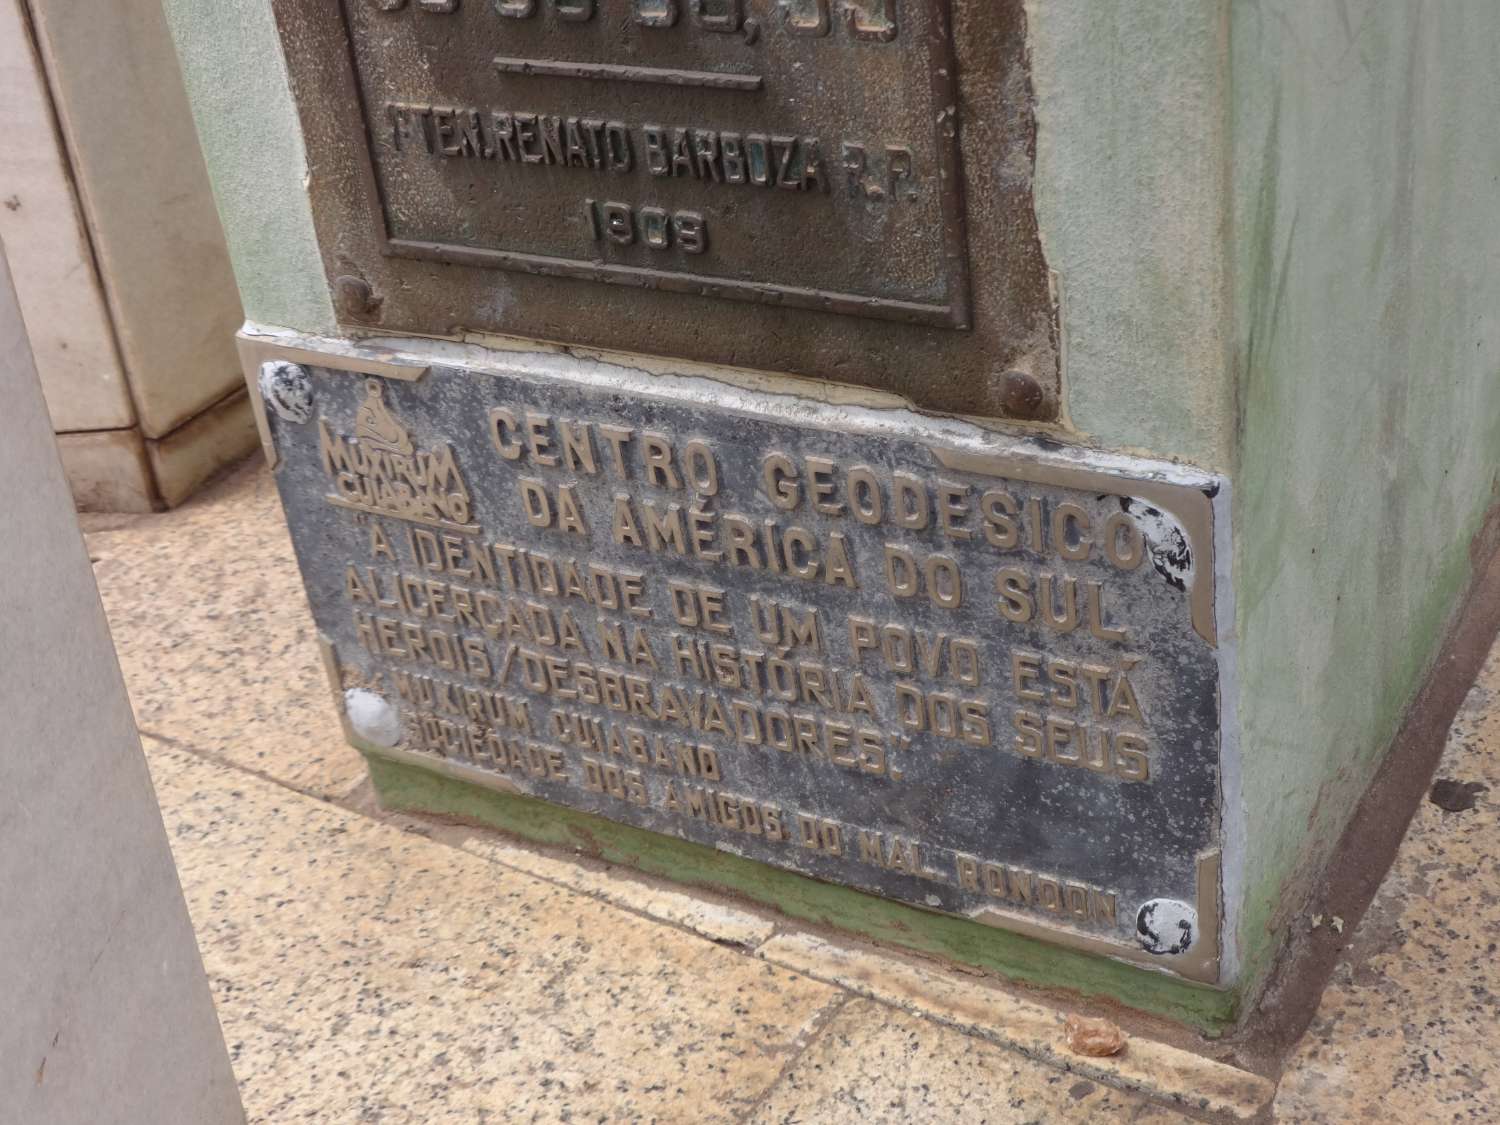 1º TEN. RENATO BARBOZA R.P.
1909
MUXIRUM
CUIABANO
CENTRO GEODÉSICO
DA AMÉRICA DO SUL
"A IDENTIDADE DE UM POVO ESTÁ
ALICERÇADA NA HISTÓRIA DOS SEUS
HEROIS/DESBRAVADORES."
MUXIRUM CUIABANO
SOCIEDADE DOS AMIGOS DO MAL. RONDON